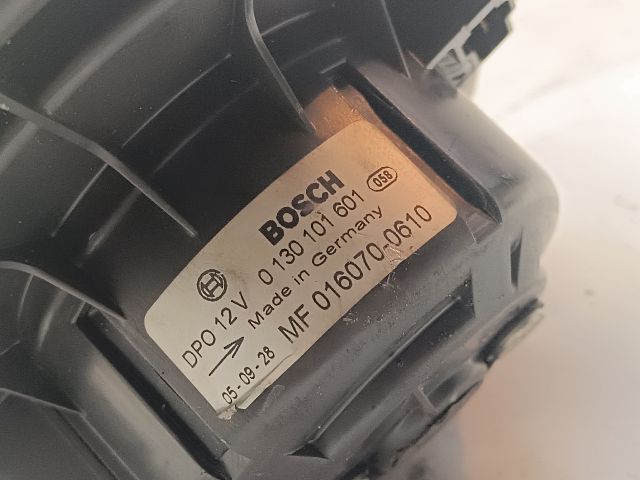 BOSCH
DPO 12 V 0 130 101 601 058
Made in Germany
05-09-28 MF 016070-0610